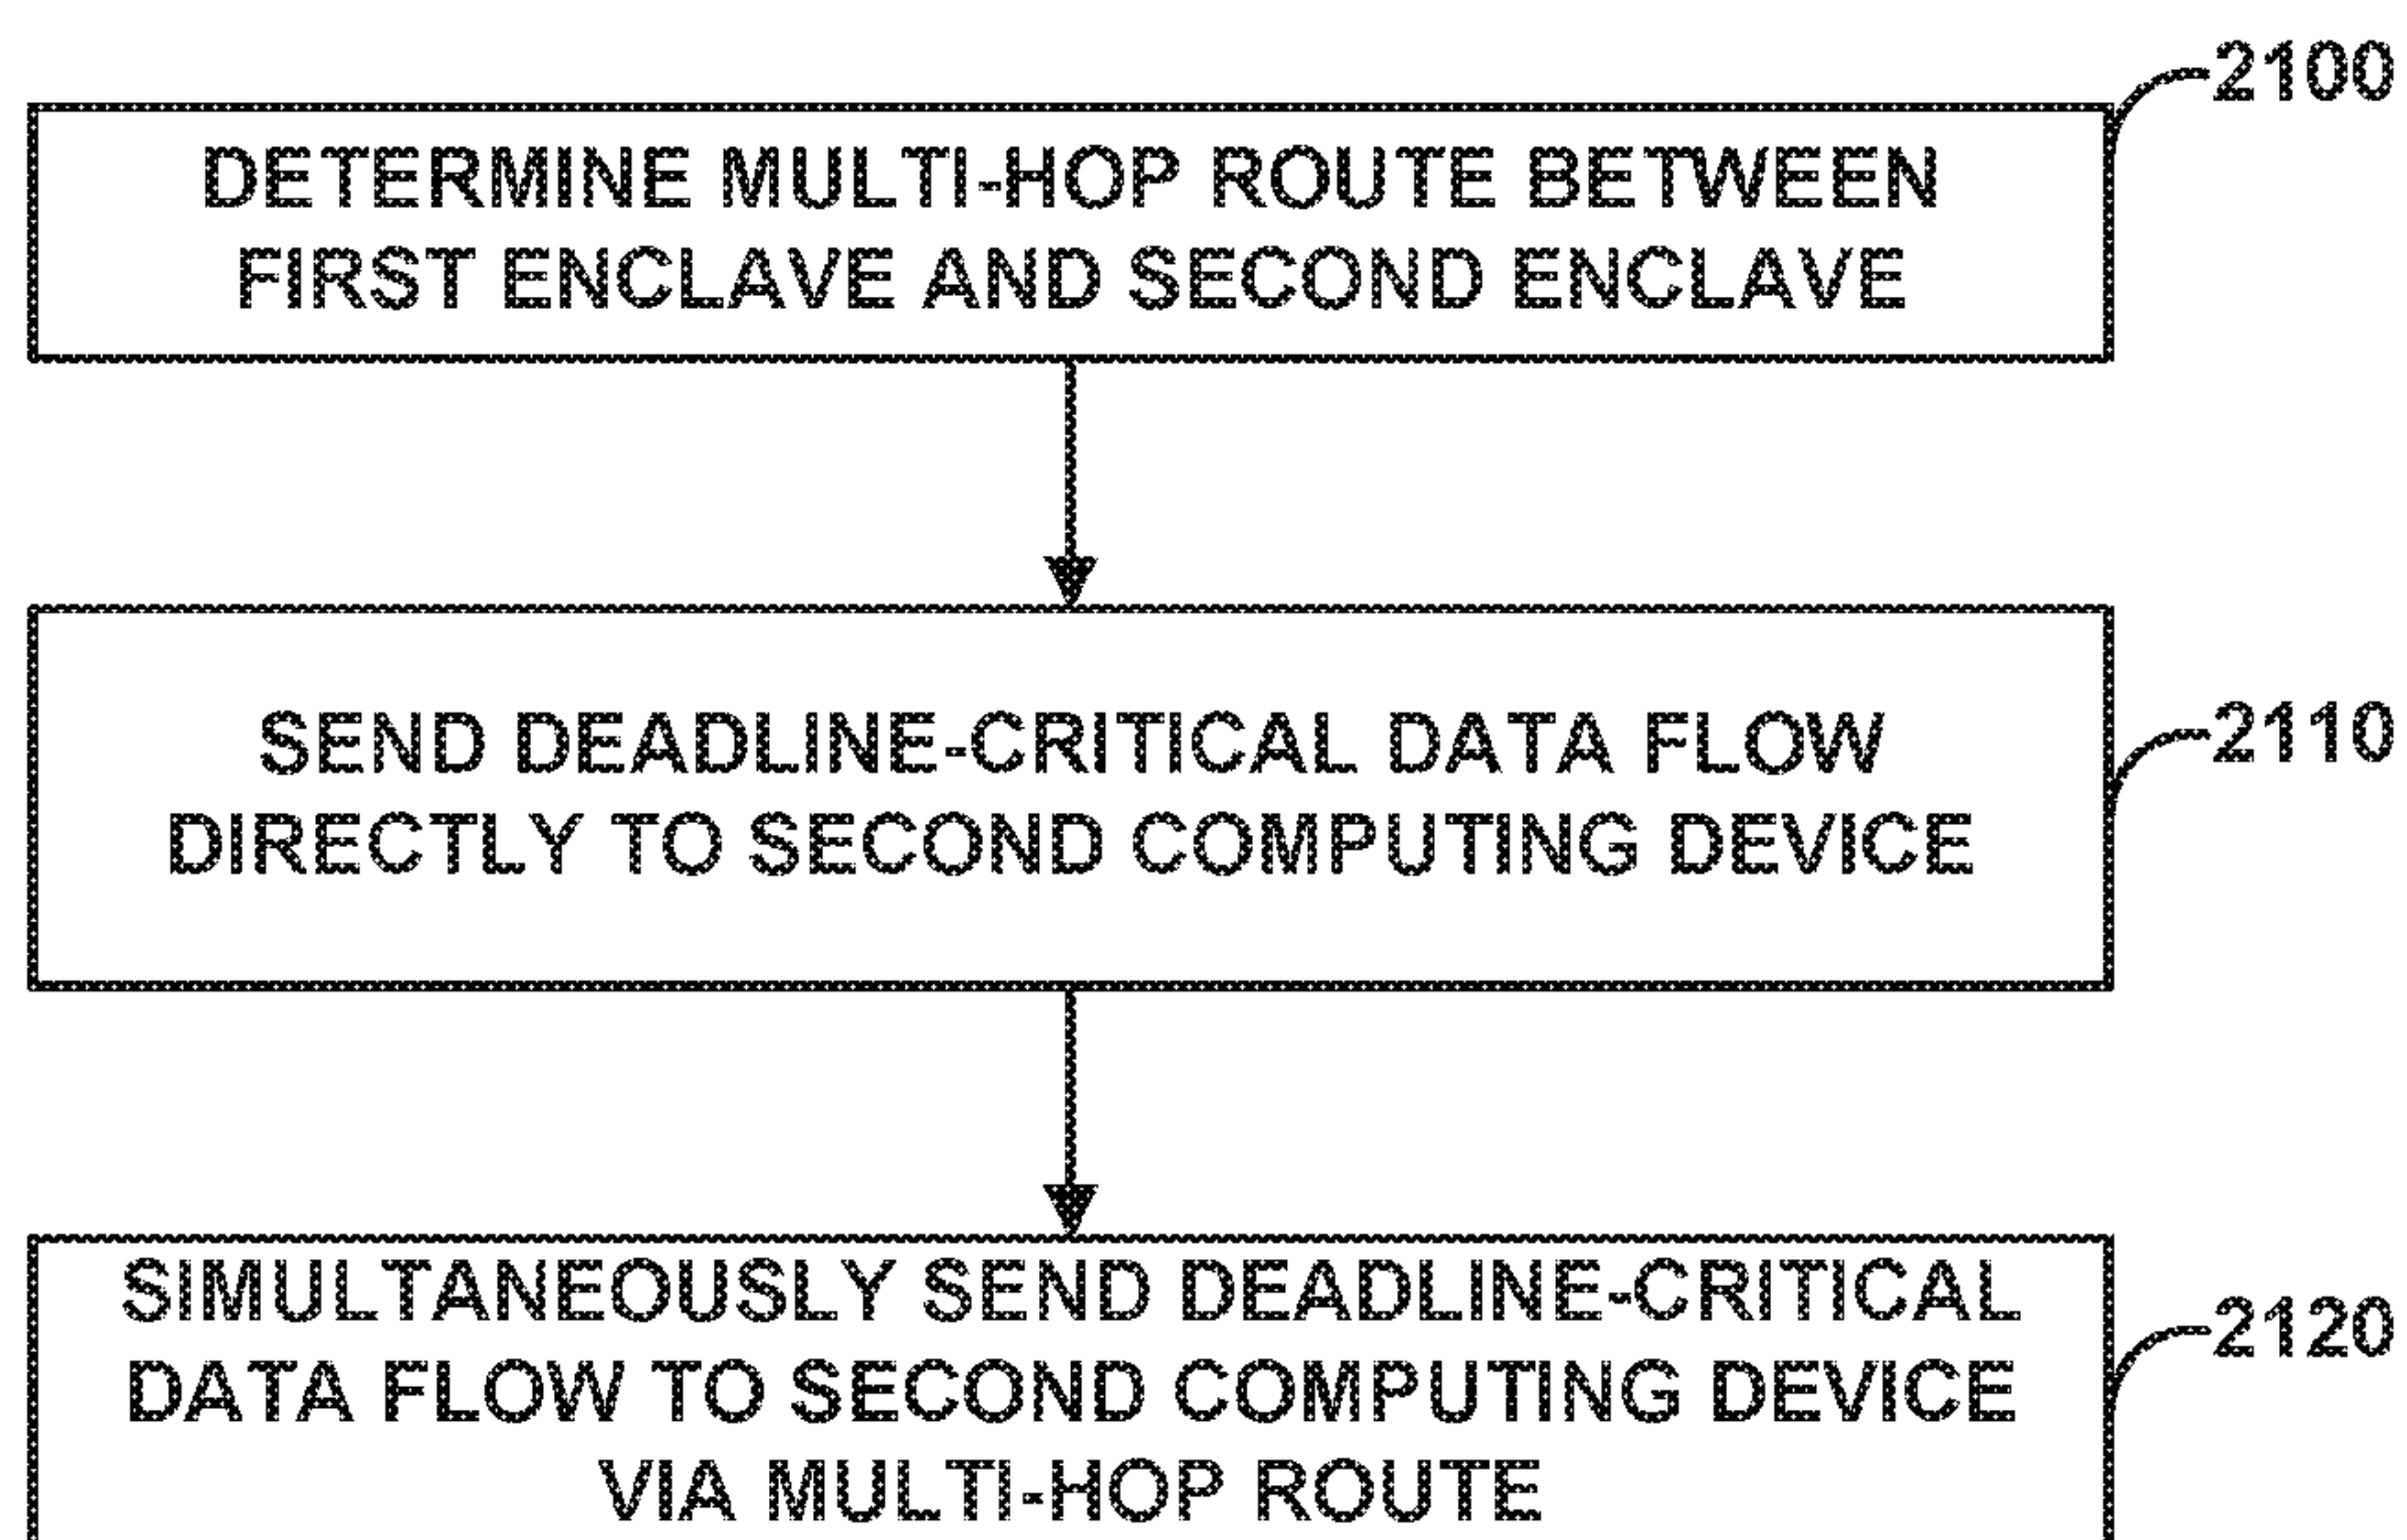 2100
DETERMINE MULTI-HOP ROUTE BETWEEN
FIRST ENCLAVE AND SECOND ENCLAVE
SEND DEADLINE-CRITICAL DATA FLOW
2110
DIRECTLY TO SECOND COMPUTING DEVICE
SIMULTANEOUSLY SEND DEADLINE-CRITICAL
2120
DATA FLOW TO SECOND COMPUTING DEVICE
VIA MULTI-HOP ROUTE